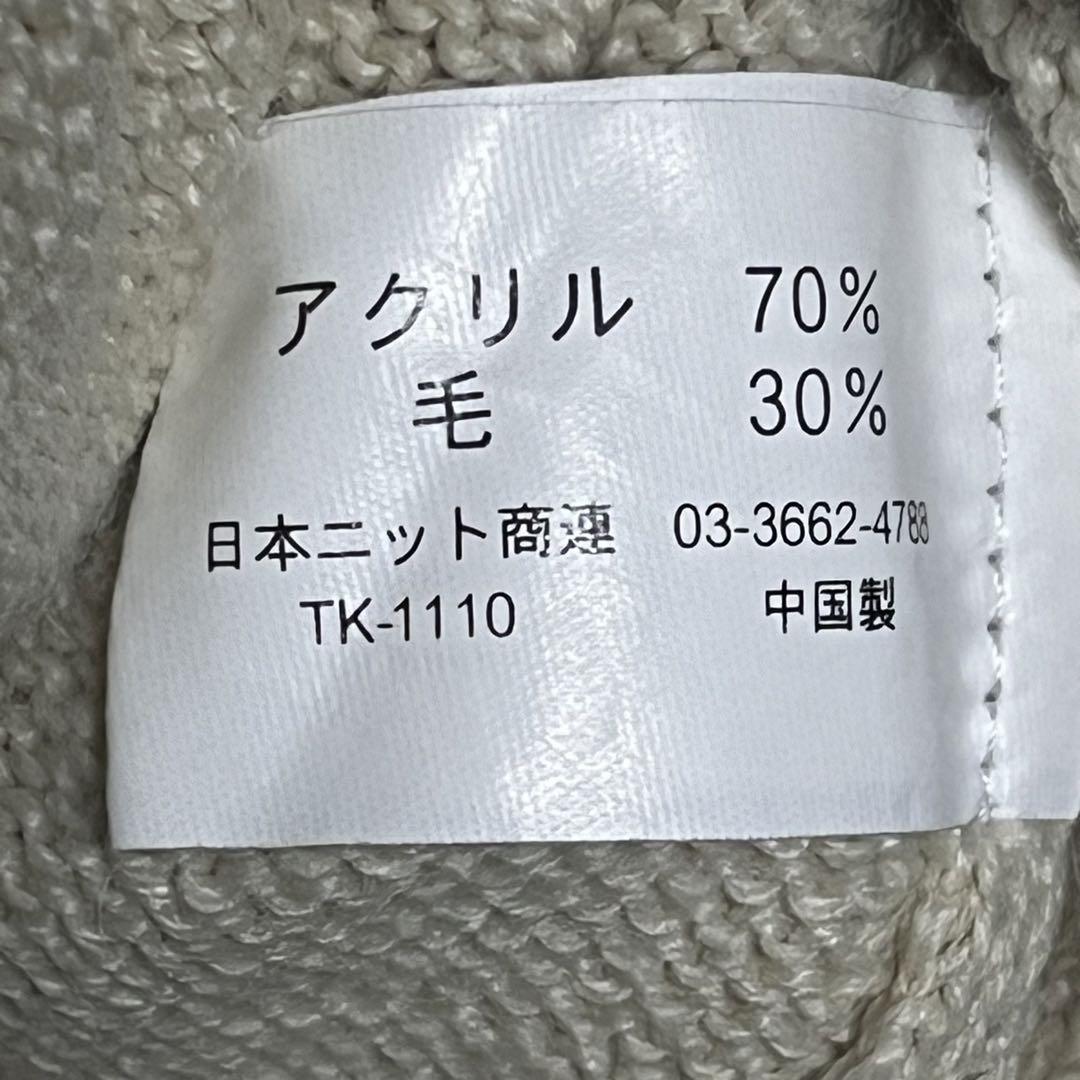 アクリル 70%
毛 30%
日本ニット商連 03-3662-4788
TK-1110 中国製